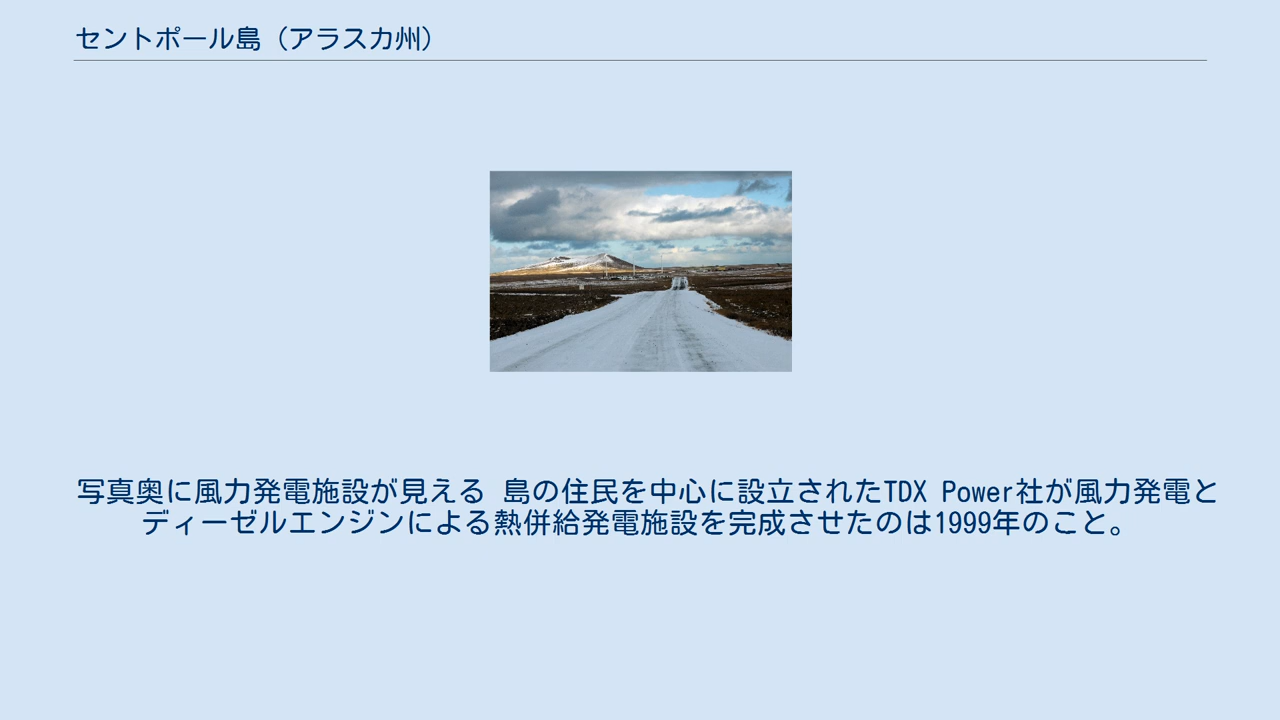 セントポール島（アラスカ州）
写真奥に風力発電施設が見える 島の住民を中心に設立されたTDX Power社が風力発電と
ディーゼルエンジンによる熱併給発電施設を完成させたのは1999年のこと。